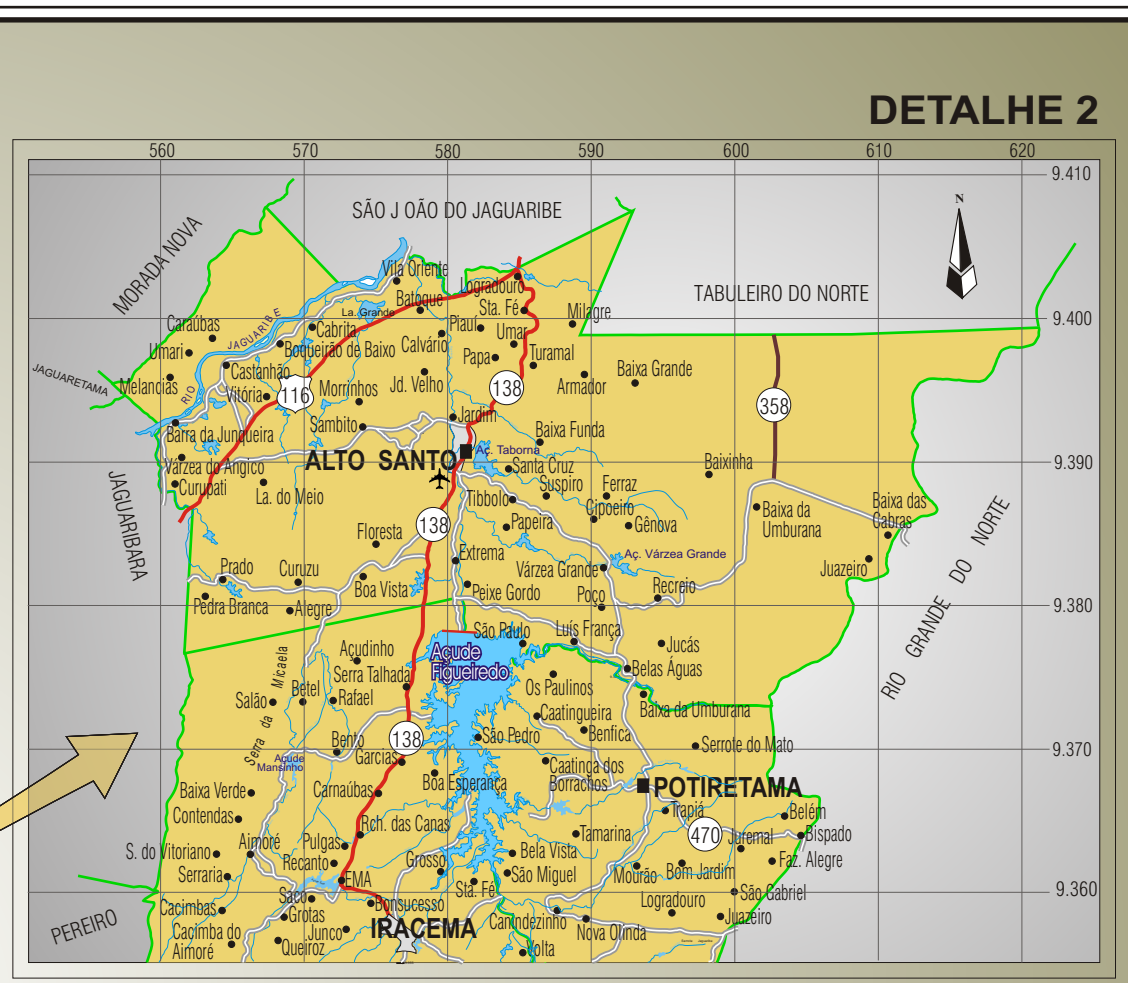 DETALHE 2
560 570 580 590 600 610 620
9.410
SÃO J OÃO DO JAGUARIBE
N
MORADA NOVA
Vila Oriente
Logradouro
TABULEIRO DO NORTE
Batoque
Sta. Fé
La. Grande
Milagre
9.400
Caraúbas
JAGUARIBE
Cabrita
Piauí
Umar
Umari
Boqueirão de Baixo
Calvário
Papa
Turamal
JAGUARETAMA
Castanhão
Baixa Grande
Melancias
RIO
Vitória
116
Morrinhos
Jd. Velho
138
Armador
358
Jardim
Sambito
Barra da Junqueira
Baixa Funda
ALTO SANTO
Aç. Taborna
Várzea do Angico
Santa Cruz
Baixinha
9.390
Curupati
La. do Meio
Suspiro
Ferraz
JAGUARIBARA
Tibbolo
Cipoeiro
Baixa da
Umburana
Baixa das
Cabras
138
Papeira
Gênova
Floresta
Extrema
Aç. Várzea Grande
Prado
Curuzu
Várzea Grande
Juazeiro
Boa Vista
Peixe Gordo
Recreio
Pedra Branca
Alegre
Poço
9.380
São Paulo
Luís França
RIO GRANDE DO NORTE
Açudinho
Açude
Figueiredo
Jucás
Serra Talhada
Belas Águas
Serra da Micaela
Salão
Betel
Rafael
Os Paulinos
Baixa da Umburana
Caatingueira
Bento
138
São Pedro
Benfica
Serrote do Mato
9.370
Açude
Mansinho
Garcias
Caatinga dos
Borrachos
Baixa Verde
Carnaúbas
Boa Esperança
POTIRETAMA
Contendas
Trapiá
Belém
Rch. das Canas
Tamarina
470
Juremal
Bispado
Aimoré
Pulgas
S. do Vitoriano
Recanto
Grosso
Bela Vista
Faz. Alegre
Serraria
São Miguel
Mourão
Bom Jardim
EMA
Sta. Fé
São Gabriel
9.360
Saco
Bonsucesso
Cacimbas
Grotas
Canindezinho
Logradouro
Juazeiro
PEREIRO
Cacimba do
Aimoré
Junco
IRACEMA
Nova Olinda
Queiroz
Volta